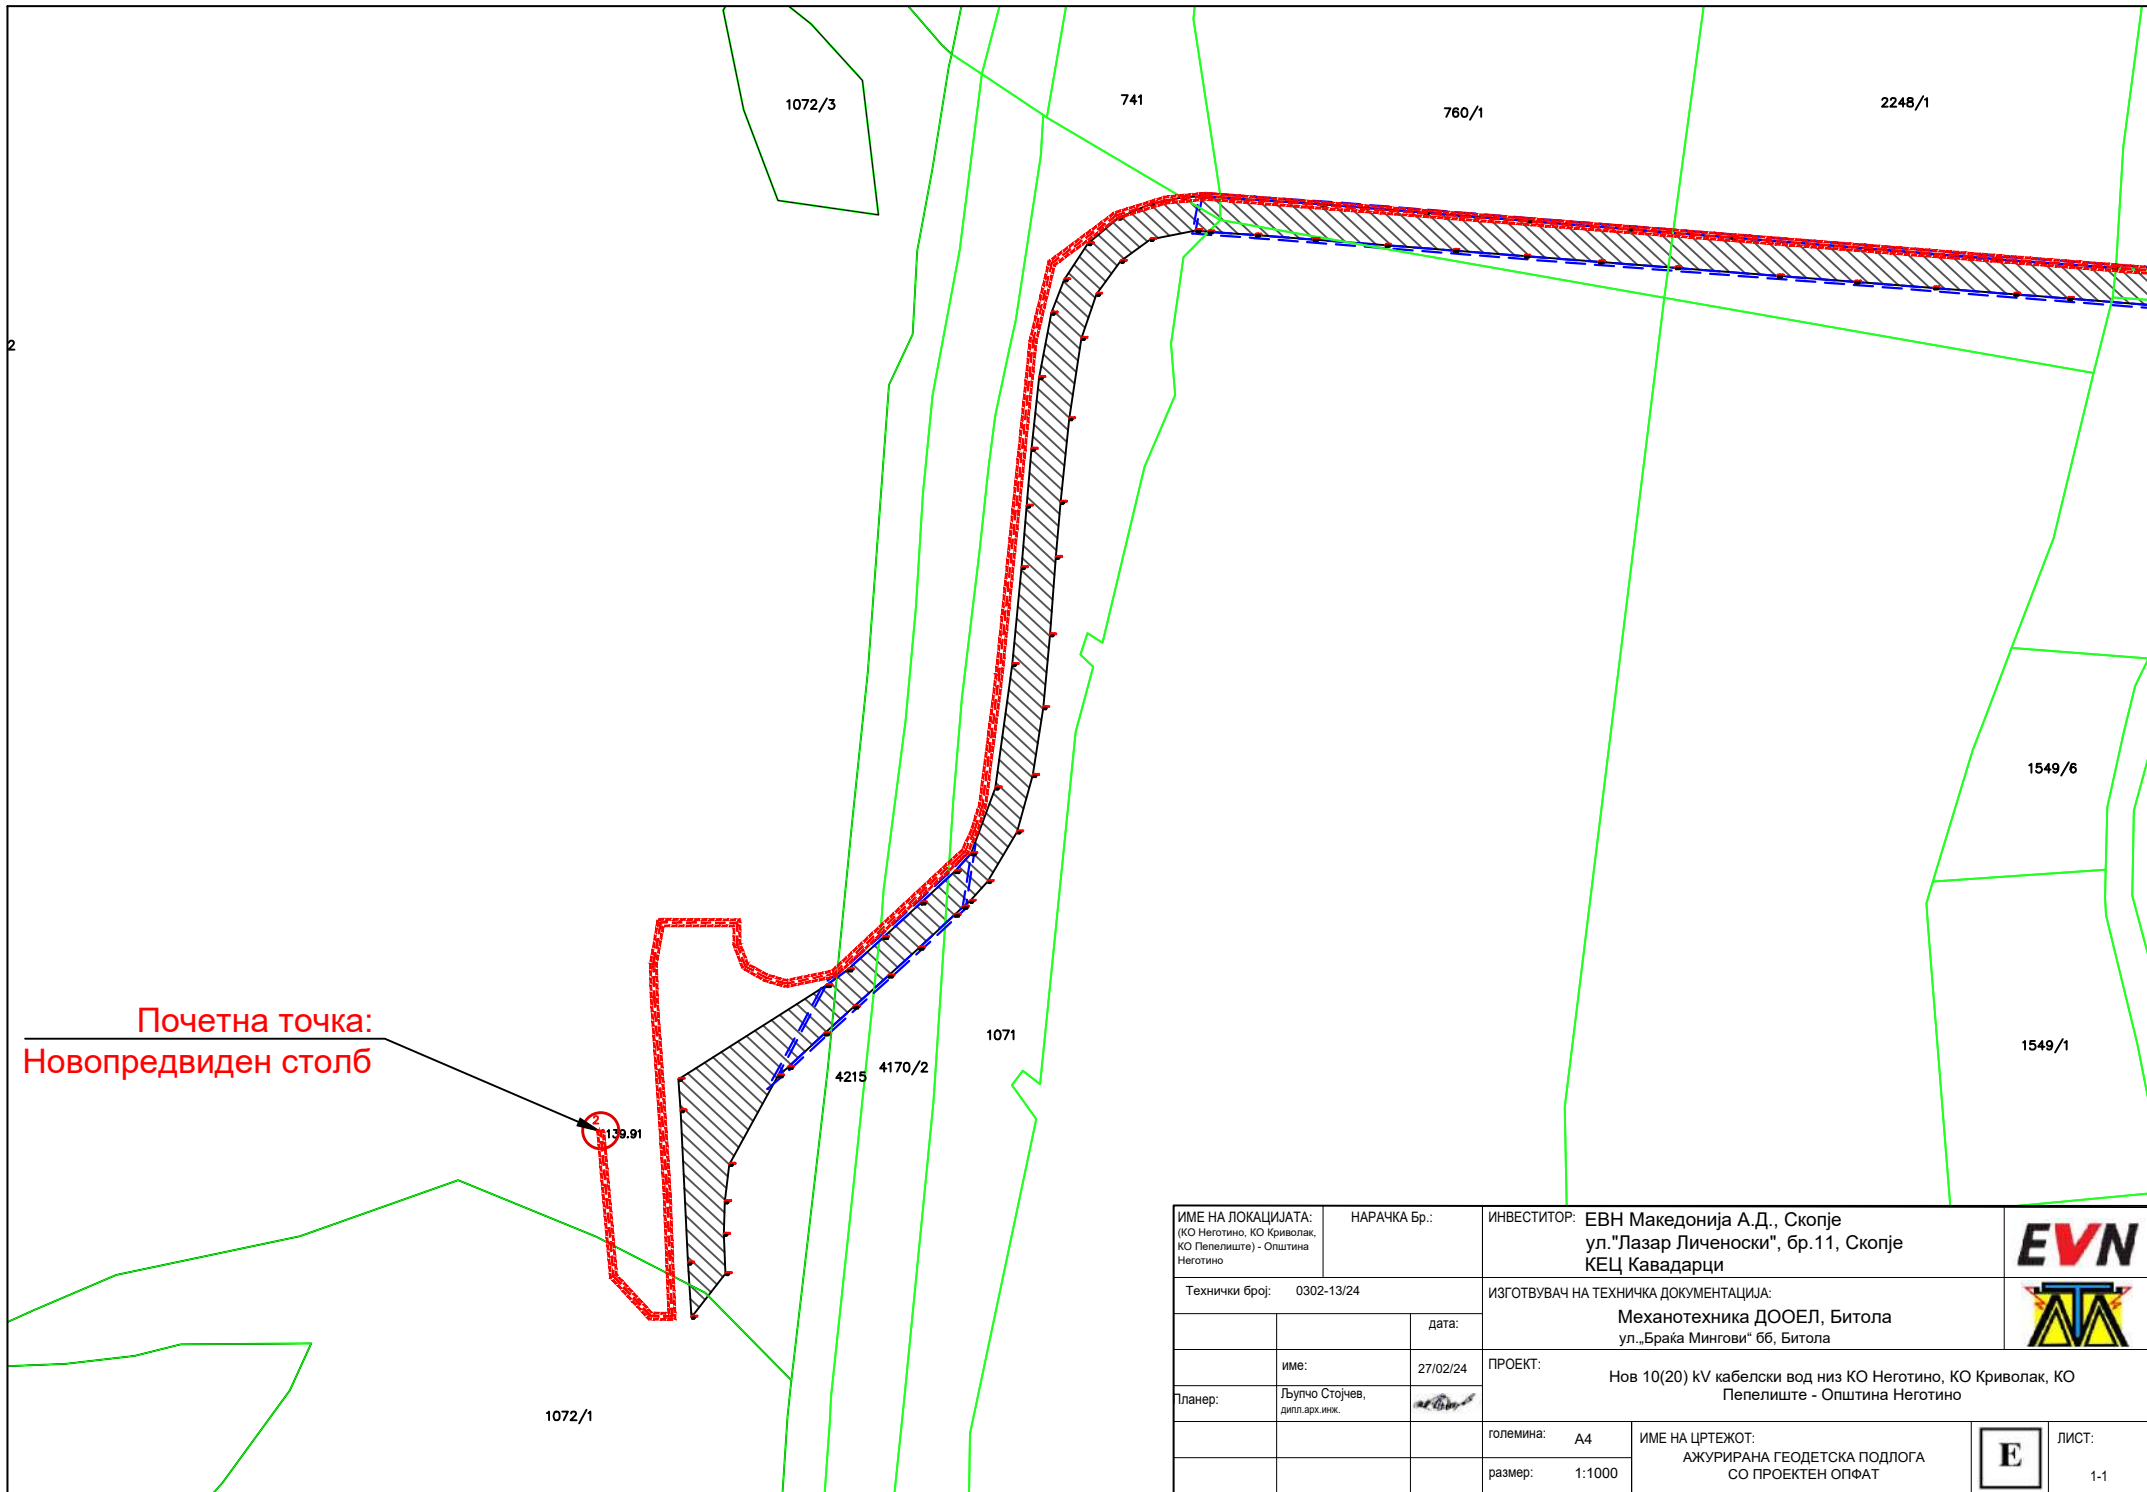 1072/3
741
760/1
2248/1
2
1549/6
1549/1
1071
4170/2
4215
Почетна точка:
Новопредвиден столб
2
139.91
1072/1
ИМЕ НА ЛОКАЦИЈАТА:
(КО Неготино, КО Криволак,
КО Пепелиште) - Општина
Неготино
НАРАЧКА Бр.:
ИНВЕСТИТОР: ЕВН Македонија А.Д., Скопје
ул."Лазар Личеноски", бр.11, Скопје
КЕЦ Кавадарци
EVN
Технички број: 0302-13/24
ИЗГОТВУВАЧ НА ТЕХНИЧКА ДОКУМЕНТАЦИЈА:
Механотехника ДООЕЛ, Битола
ул.„Браќа Мингови“ бб, Битола
дата:
име:
27/02/24
ПРОЕКТ:
Нов 10(20) kV кабелски вод низ КО Неготино, КО Криволак, КО
Пепелиште - Општина Неготино
Планер:
Љупчо Стојчев,
дипл.арх.инж.
големина: А4
размер: 1:1000
ИМЕ НА ЦРТЕЖОТ:
АЖУРИРАНА ГЕОДЕТСКА ПОДЛОГА
СО ПРОЕКТЕН ОПФАТ
E
ЛИСТ:
1-1